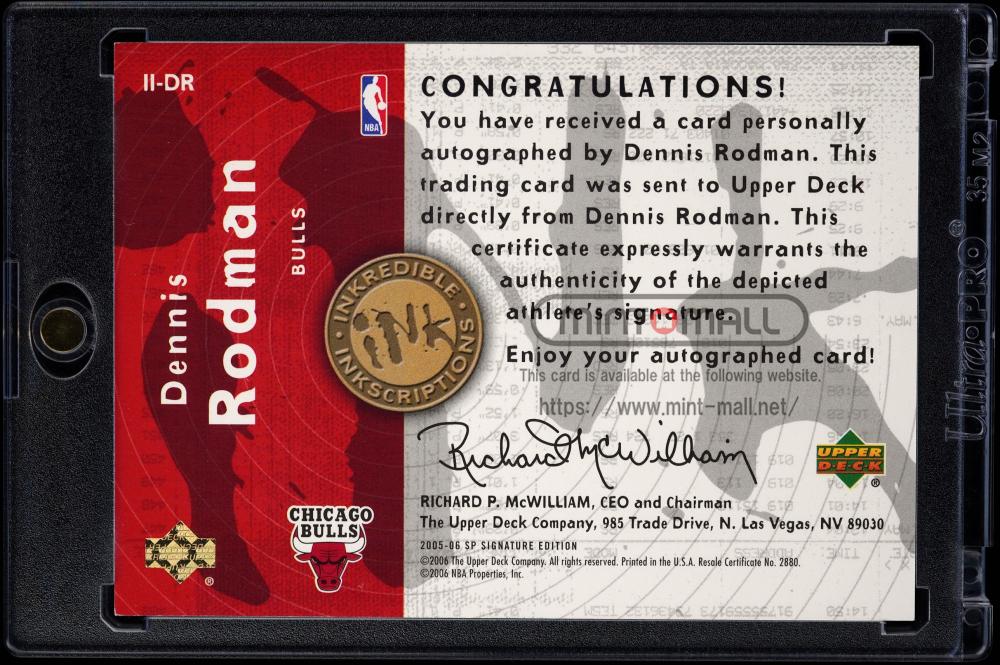 II-DR
Dennis
Rodman
BULLS
NBA
INKREDIBLE
INK
INKSCRIPTIONS
CHICAGO
BULLS
CONGRATULATIONS!
You have received a card personally
autographed by Dennis Rodman. This
trading card was sent to Upper Deck
directly from Dennis Rodman. This
certificate expressly warrants the
authenticity of the depicted
athlete's signature.
MINT MALL
Enjoy your autographed card!
This card is available at the following website.
https://www.mint-mall.net/
Richard McWilliam
UPPER
DECK
®
RICHARD P. McWILLIAM, CEO and Chairman
The Upper Deck Company, 985 Trade Drive, N. Las Vegas, NV 89030
2005-06 SP SIGNATURE EDITION
©2006 The Upper Deck Company. All rights reserved. Printed in the U.S.A. Resale Certificate No. 2880.
©2006 NBA Properties, Inc.
®
Ultra•PRO® 35 M2